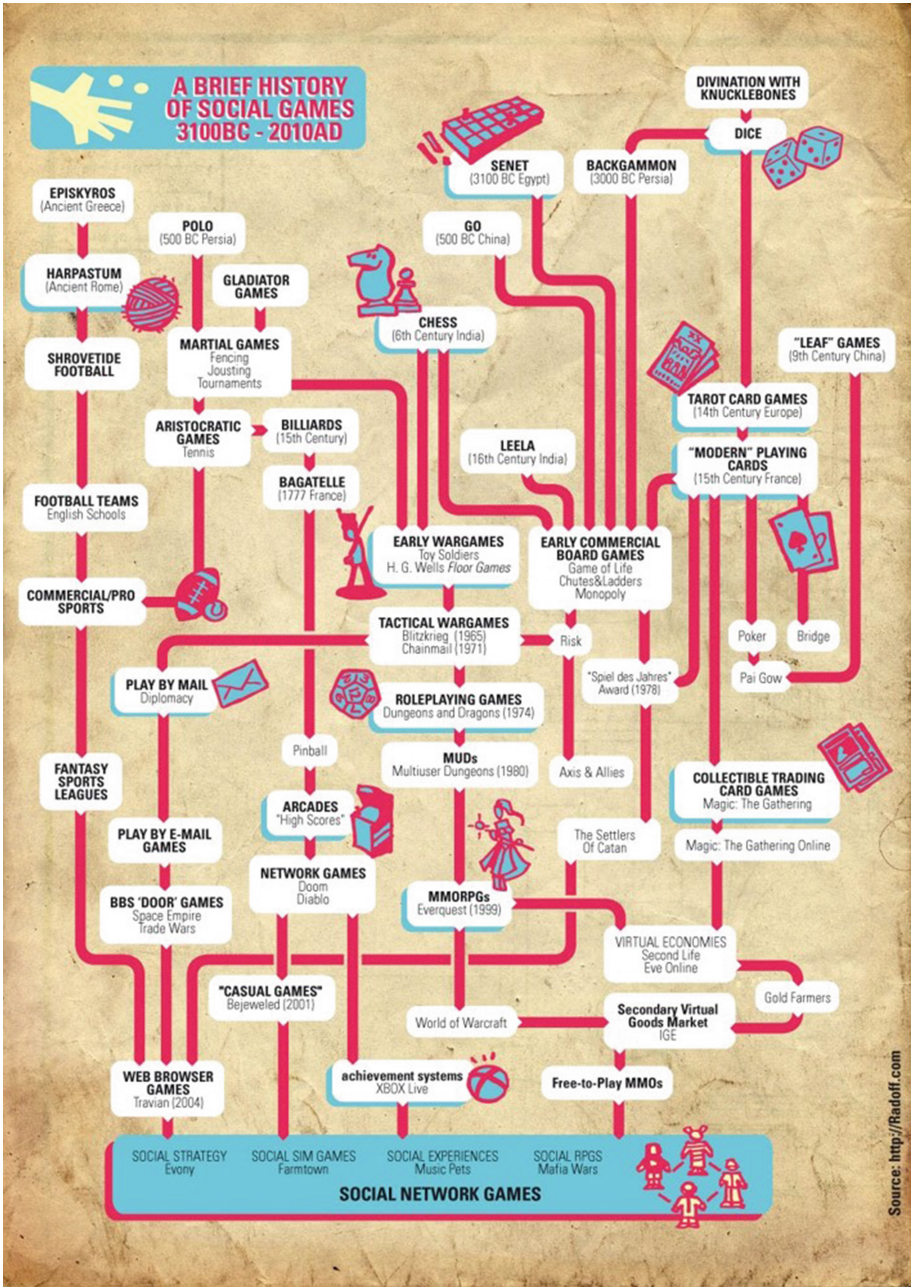 A BRIEF HISTORY
OF SOCIAL GAMES
3100BC - 2010AD
DIVINATION WITH
KNUCKLEBONES
DICE
SENET
(3100 BC Egypt)
BACKGAMMON
(3000 BC Persia)
EPISKYROS
(Ancient Greece)
POLO
(500 BC Persia)
GO
(500 BC China)
HARPASTUM
(Ancient Rome)
GLADIATOR
GAMES
CHESS
(6th Century India)
SHROVETIDE
FOOTBALL
MARTIAL GAMES
Fencing
Jousting
Tournaments
"LEAF" GAMES
(9th Century China)
TAROT CARD GAMES
(14th Century Europe)
ARISTOCRATIC
GAMES
Tennis
BILLIARDS
(15th Century)
LEELA
(16th Century India)
"MODERN" PLAYING
CARDS
(15th Century France)
BAGATELLE
(1777 France)
FOOTBALL TEAMS
English Schools
EARLY WARGAMES
Toy Soldiers
H. G. Wells Floor Games
EARLY COMMERCIAL
BOARD GAMES
Game of Life
Chutes&Ladders
Monopoly
COMMERCIAL/PRO
SPORTS
TACTICAL WARGAMES
Blitzkrieg (1965)
Chainmail (1971)
Risk
Poker
Bridge
PLAY BY MAIL
Diplomacy
ROLEPLAYING GAMES
Dungeons and Dragons (1974)
"Spiel des Jahres"
Award (1978)
Pai Gow
Pinball
MUDs
Multiuser Dungeons (1980)
Axis & Allies
FANTASY
SPORTS
LEAGUES
COLLECTIBLE TRADING
CARD GAMES
Magic: The Gathering
ARCADES
"High Scores"
PLAY BY E-MAIL
GAMES
The Settlers
Of Catan
Magic: The Gathering Online
NETWORK GAMES
Doom
Diablo
BBS 'DOOR' GAMES
Space Empire
Trade Wars
MMORPGs
Everquest (1999)
VIRTUAL ECONOMIES
Second Life
Eve Online
"CASUAL GAMES"
Bejeweled (2001)
Gold Farmers
World of Warcraft
Secondary Virtual
Goods Market
IGE
WEB BROWSER
GAMES
Travian (2004)
achievement systems
XBOX Live
Free-to-Play MMOs
SOCIAL STRATEGY
Evony
SOCIAL SIM GAMES
Farmtown
SOCIAL EXPERIENCES
Music Pets
SOCIAL RPGS
Mafia Wars
SOCIAL NETWORK GAMES
Source: http://Radoff.com